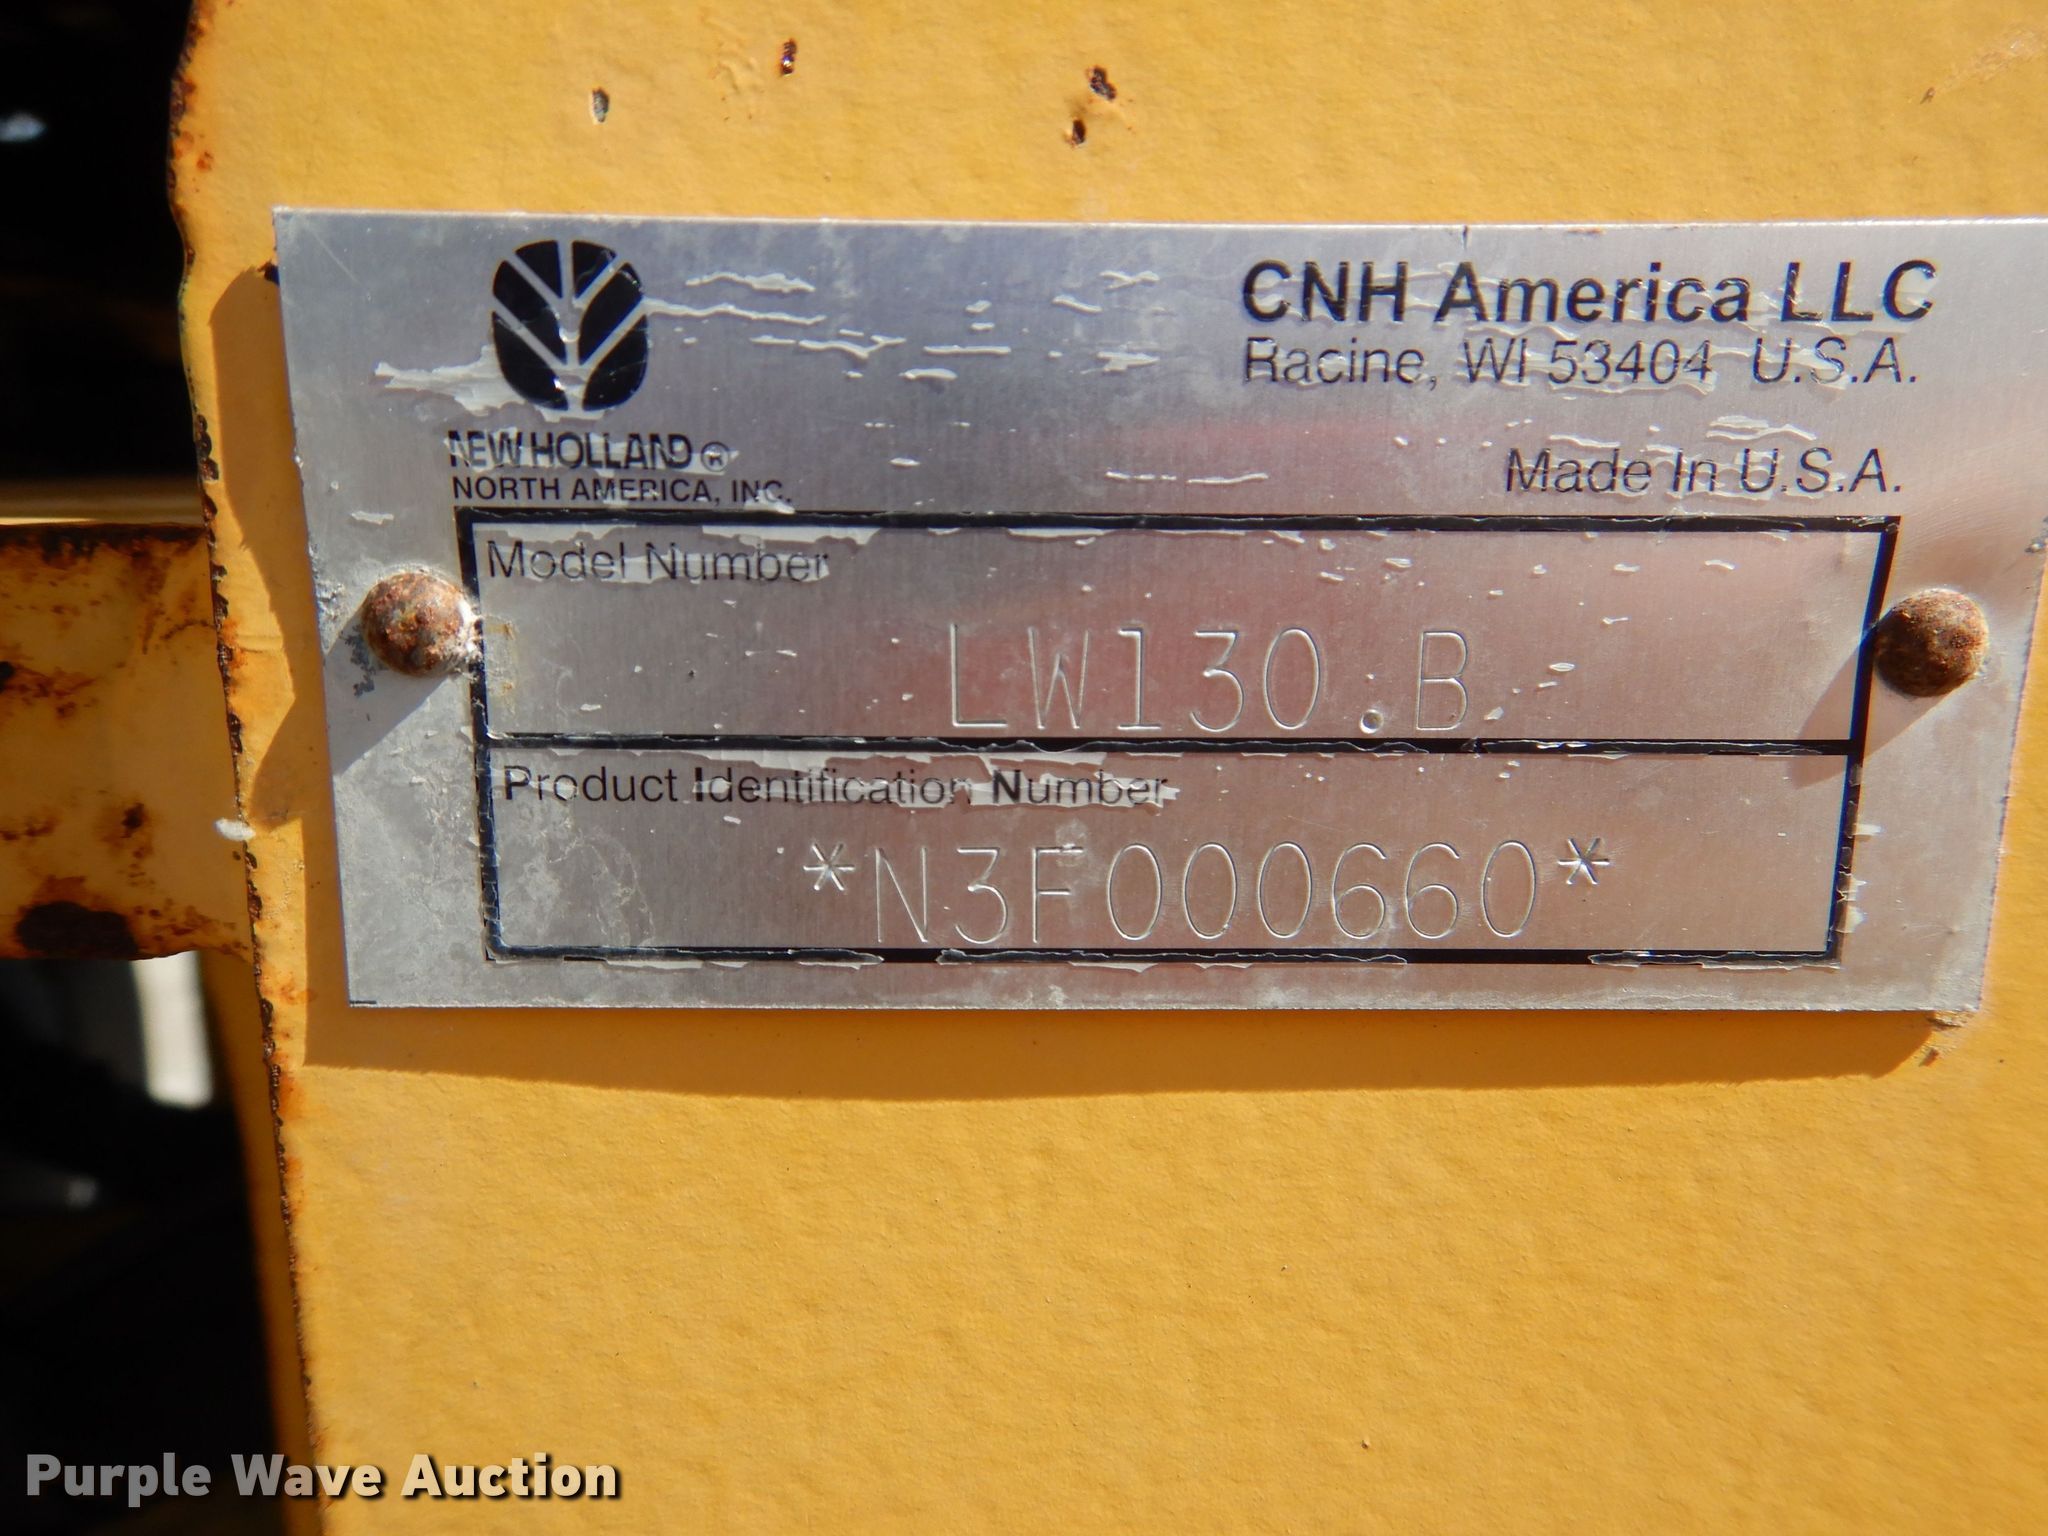 CNH America LLC
Racine, WI 53404 U.S.A.
NEW HOLLAND ®
NORTH AMERICA, INC.
Made In U.S.A.
Model Number
LW130.B
Product Identification Number
*N3F000660*
Purple Wave Auction